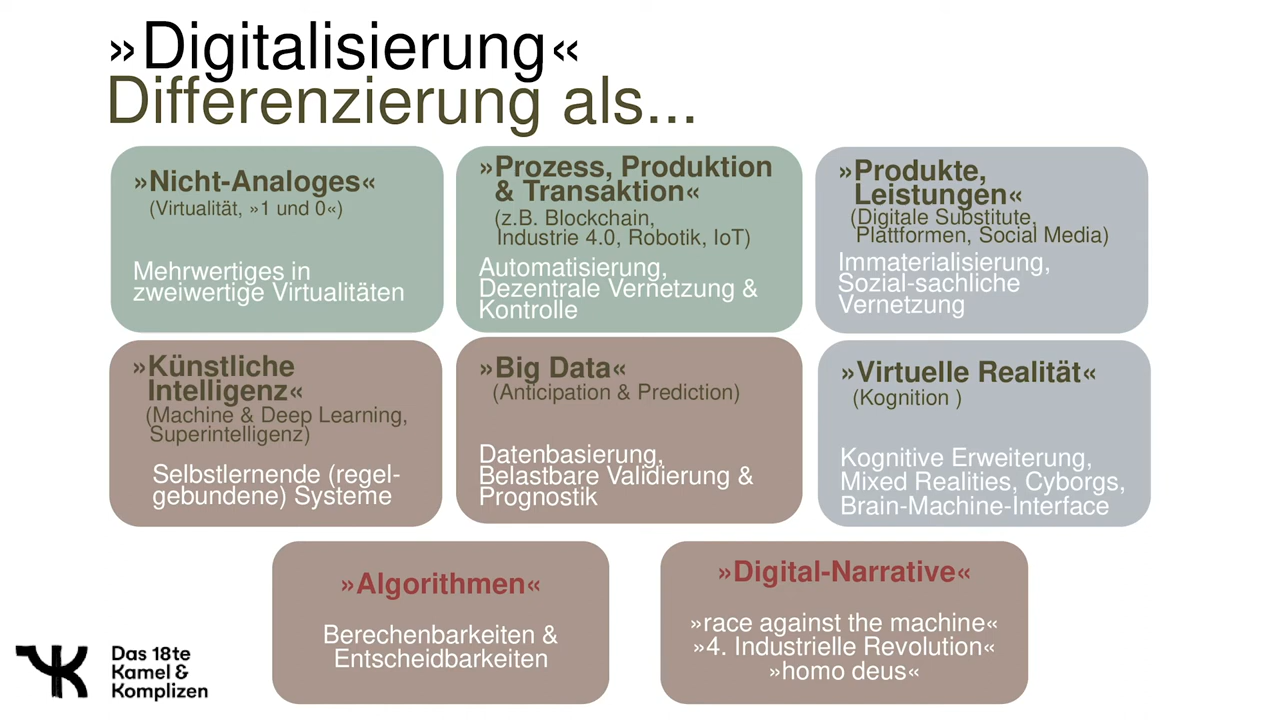 »Digitalisierung«
Differenzierung als...
»Nicht-Analoges«
(Virtualität, »1 und 0«)
Mehrwertiges in
zweiwertige Virtualitäten
»Prozess, Produktion
& Transaktion«
(z.B. Blockchain,
Industrie 4.0, Robotik, IoT)
Automatisierung,
Dezentrale Vernetzung &
Kontrolle
»Produkte,
Leistungen«
(Digitale Substitute,
Plattformen, Social Media)
Immaterialisierung,
Sozial-sachliche
Vernetzung
»Künstliche
Intelligenz«
(Machine & Deep Learning,
Superintelligenz)
Selbstlernende (regel-
gebundene) Systeme
»Big Data«
(Anticipation & Prediction)
Datenbasierung,
Belastbare Validierung &
Prognostik
»Virtuelle Realität«
(Kognition )
Kognitive Erweiterung,
Mixed Realities, Cyborgs,
Brain-Machine-Interface
»Algorithmen«
Berechenbarkeiten &
Entscheidbarkeiten
»Digital-Narrative«
»race against the machine«
»4. Industrielle Revolution«
»homo deus«
Das 18te
Kamel &
Komplizen